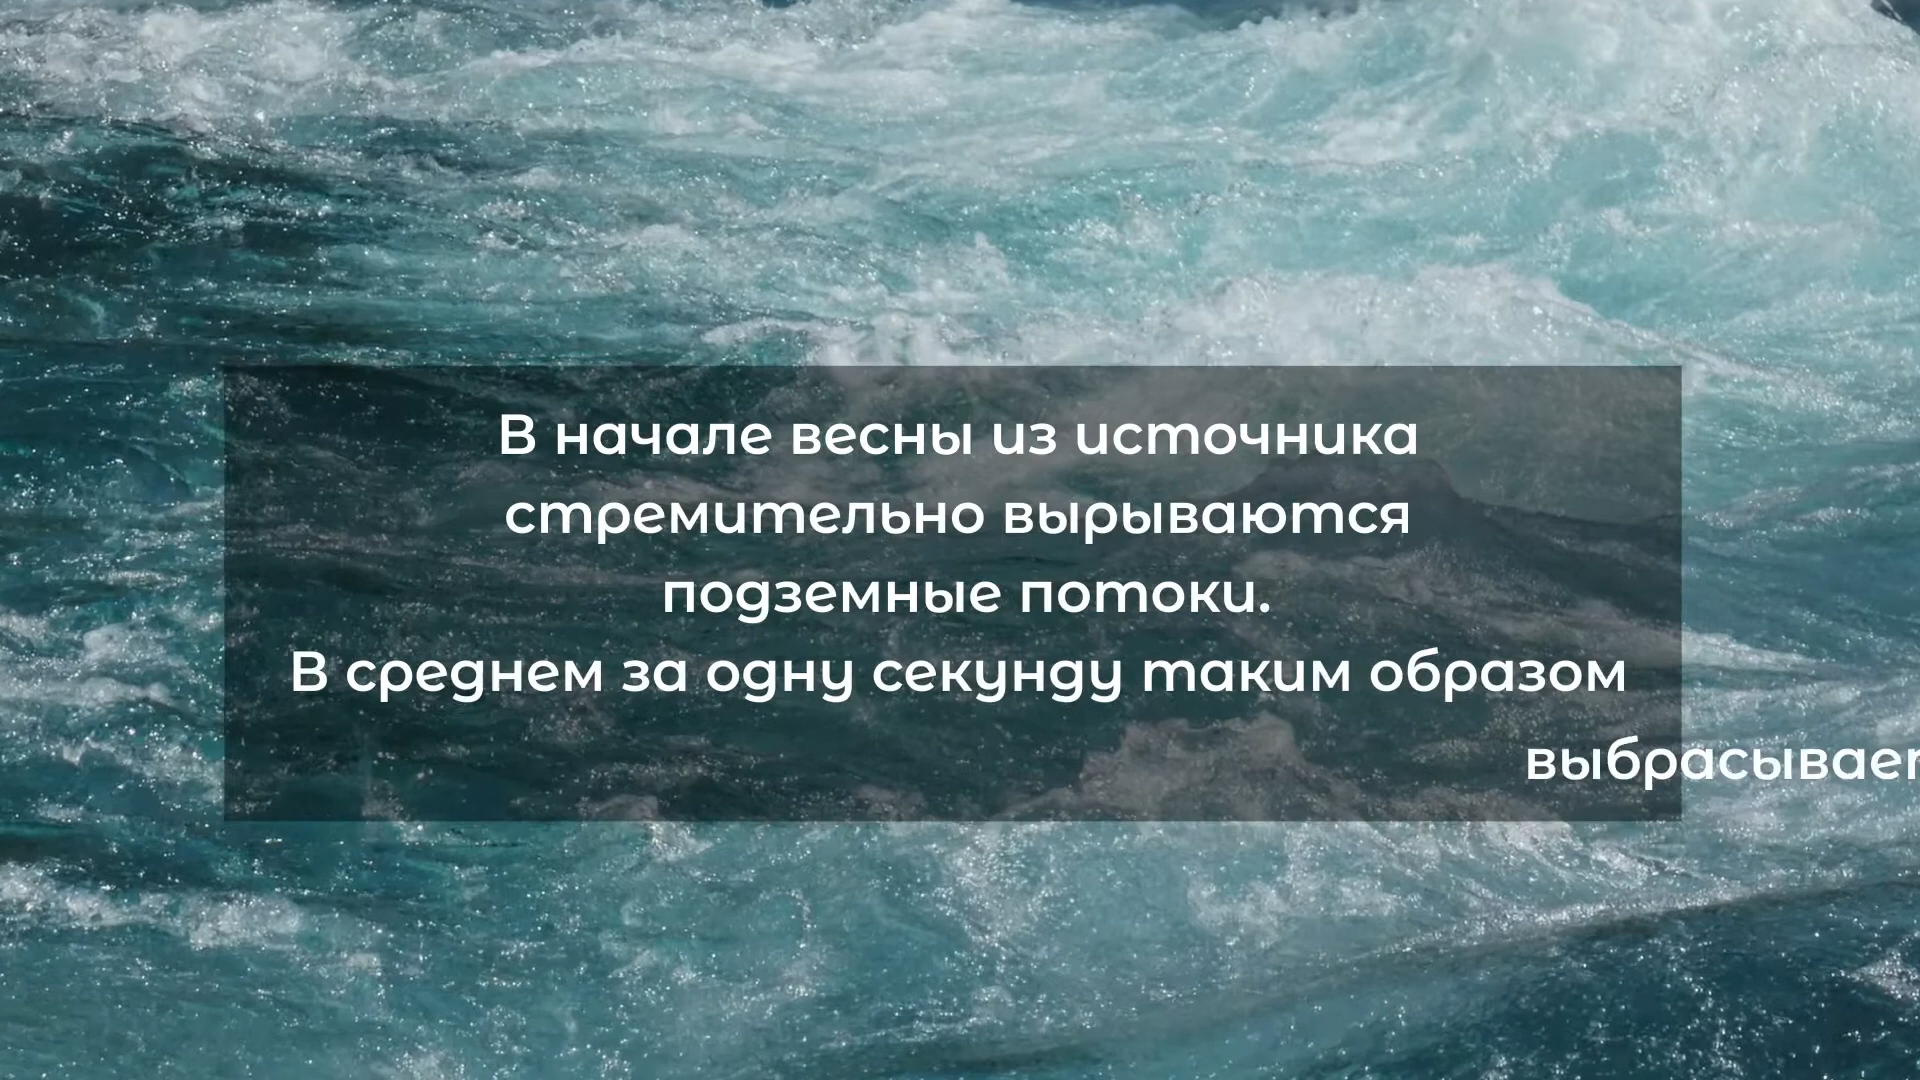 В начале весны из источника
стремительно вырываются
подземные потоки.
В среднем за одну секунду таким образом